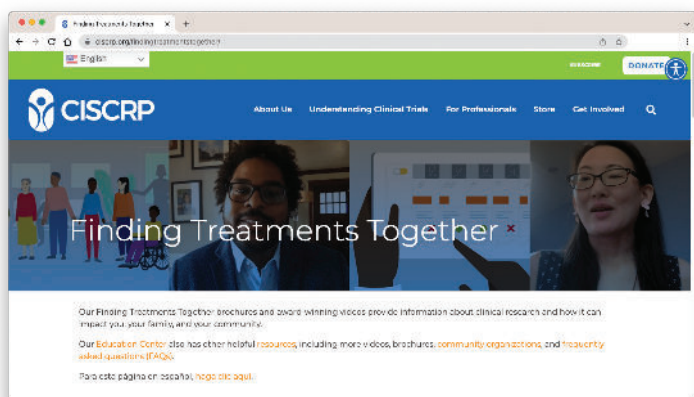 Finding Treatments Together
ciscrp.org/findingtreatmentstogether/
English
SUBSCRIBE
DONATE
CISCRP
About Us Understanding Clinical Trials For Professionals Store Get Involved
Finding Treatments Together
Our Finding Treatments Together brochures and award-winning videos provide information about clinical research and how it can
impact you, your family, and your community.
Our Education Center also has other helpful resources, including more videos, brochures, community organizations, and frequently
asked questions (FAQs).
Para esta página en español, haga clic aquí.